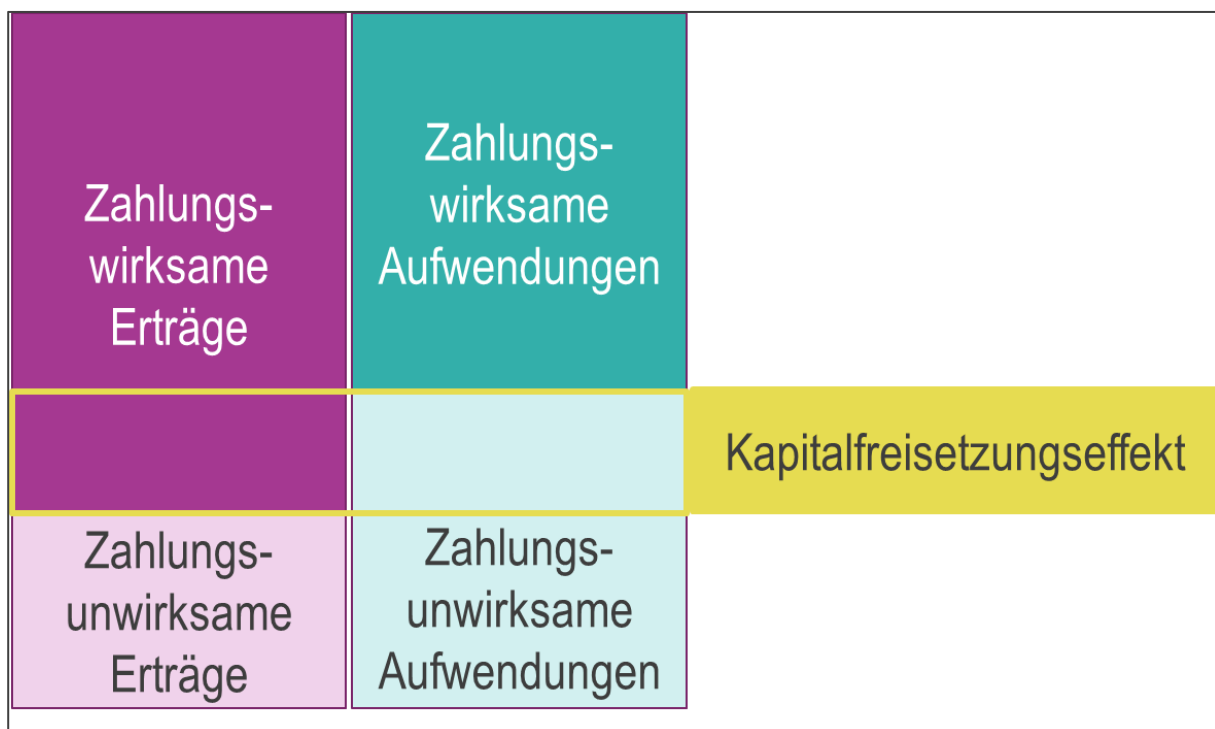 Zahlungs-
wirksame
Erträge
Zahlungs-
wirksame
Aufwendungen
Kapitalfreisetzungseffekt
Zahlungs-
unwirksame
Erträge
Zahlungs-
unwirksame
Aufwendungen